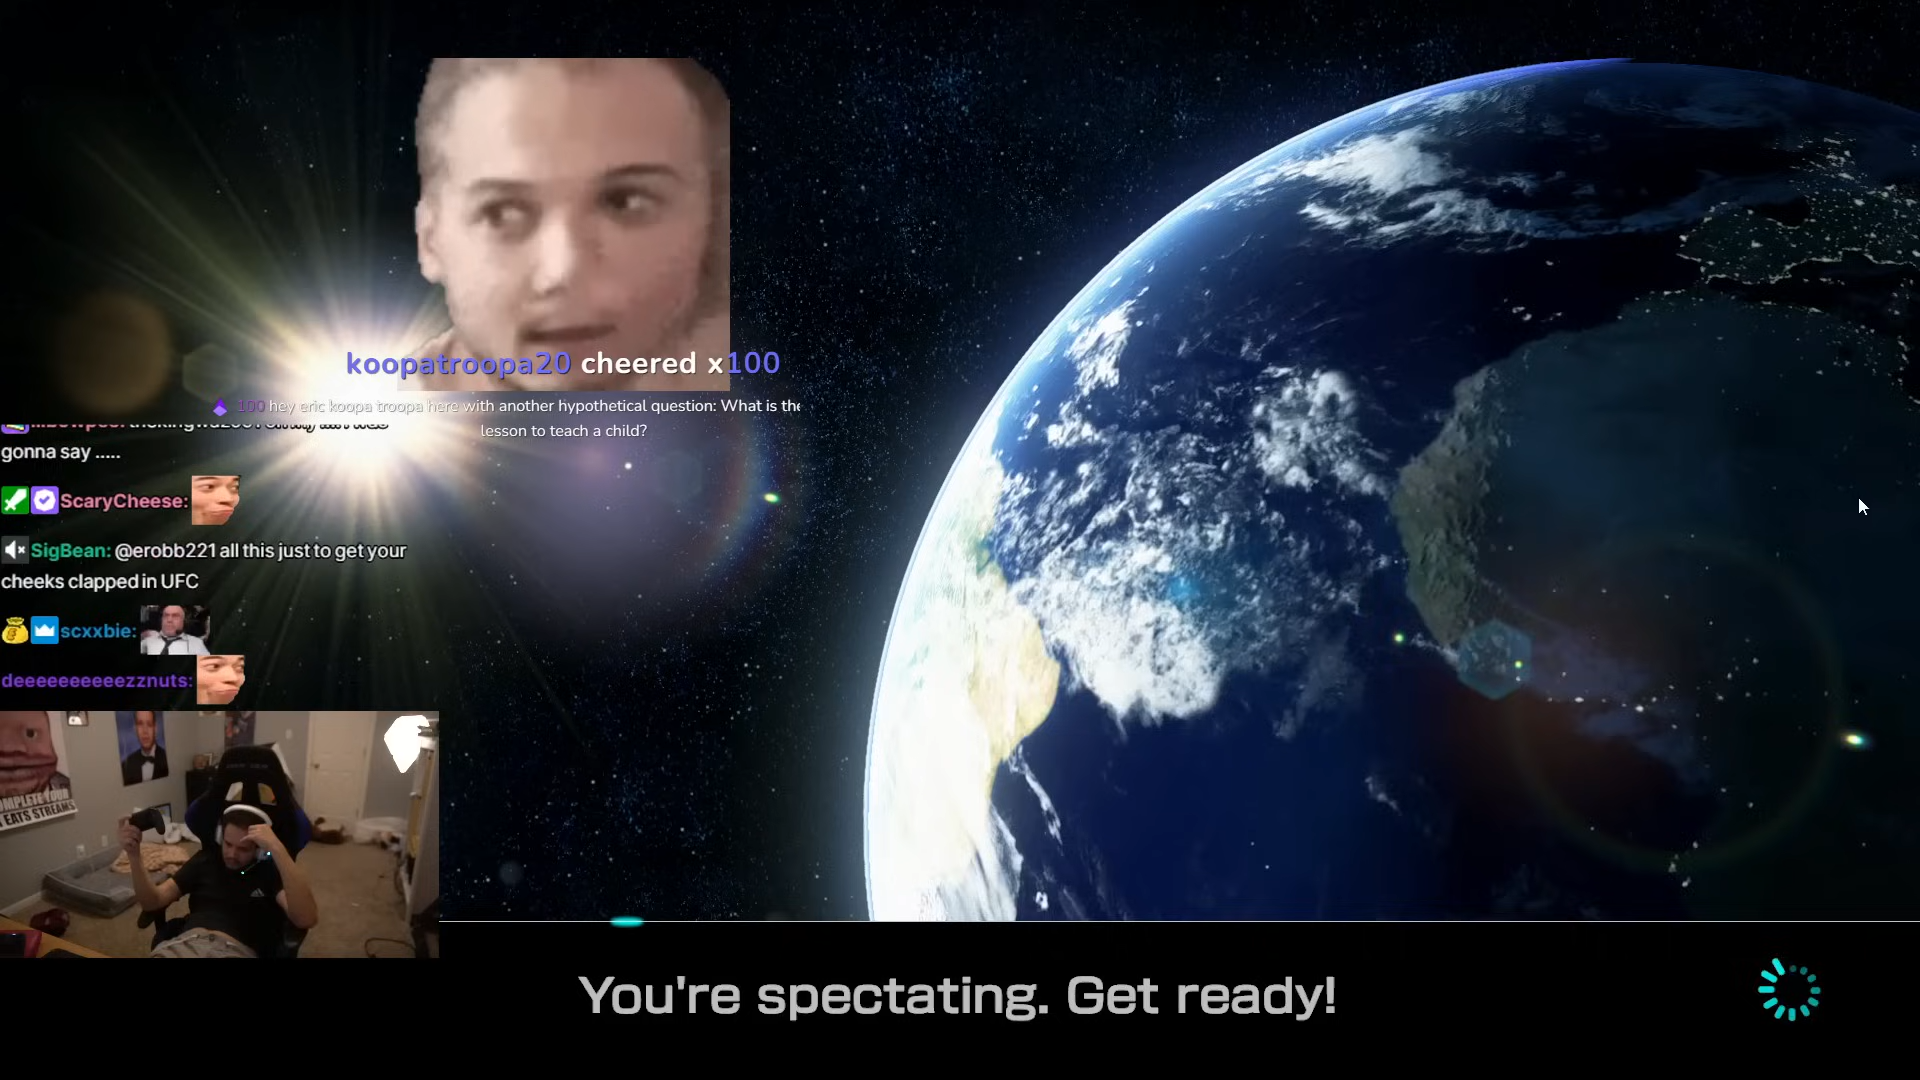 koopatroopa20 cheered x100
100 hey eric koopa troopa here with another hypothetical question: What is the
lesson to teach a child?
gonna say .....
ScaryCheese:
SigBean: @erobb221 all this just to get your
cheeks clapped in UFC
scxxbie:
deeeeeeeeeezznuts:
EATS STREAMS
You're spectating. Get ready!